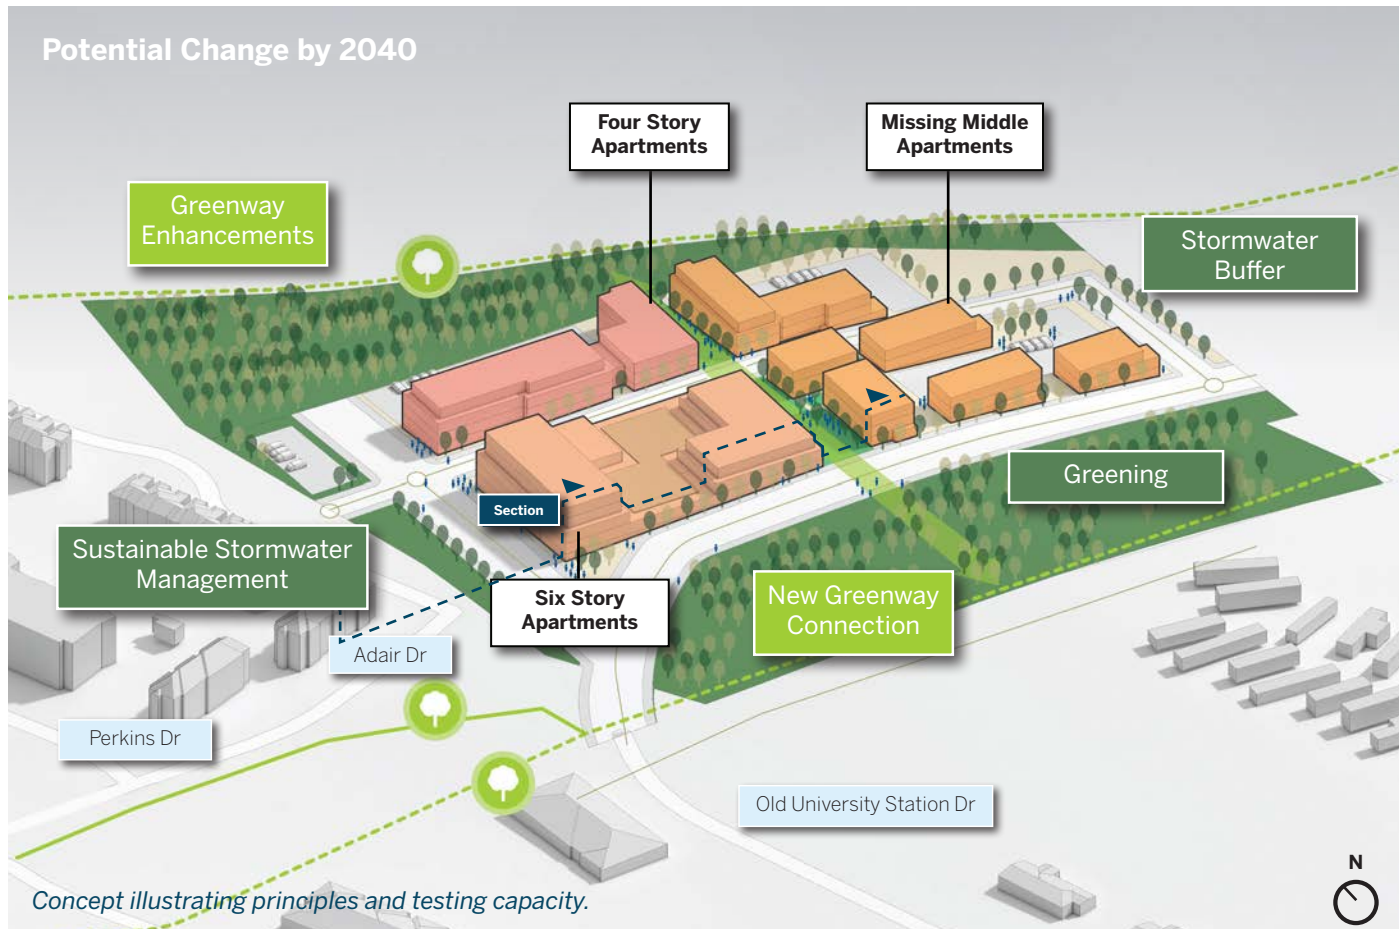 Potential Change by 2040
Four Story
Apartments
Missing Middle
Apartments
Greenway
Enhancements
Stormwater
Buffer
Greening
Section
Sustainable Stormwater
Management
Six Story
Apartments
New Greenway
Connection
Adair Dr
Perkins Dr
Old University Station Dr
N
Concept illustrating principles and testing capacity.